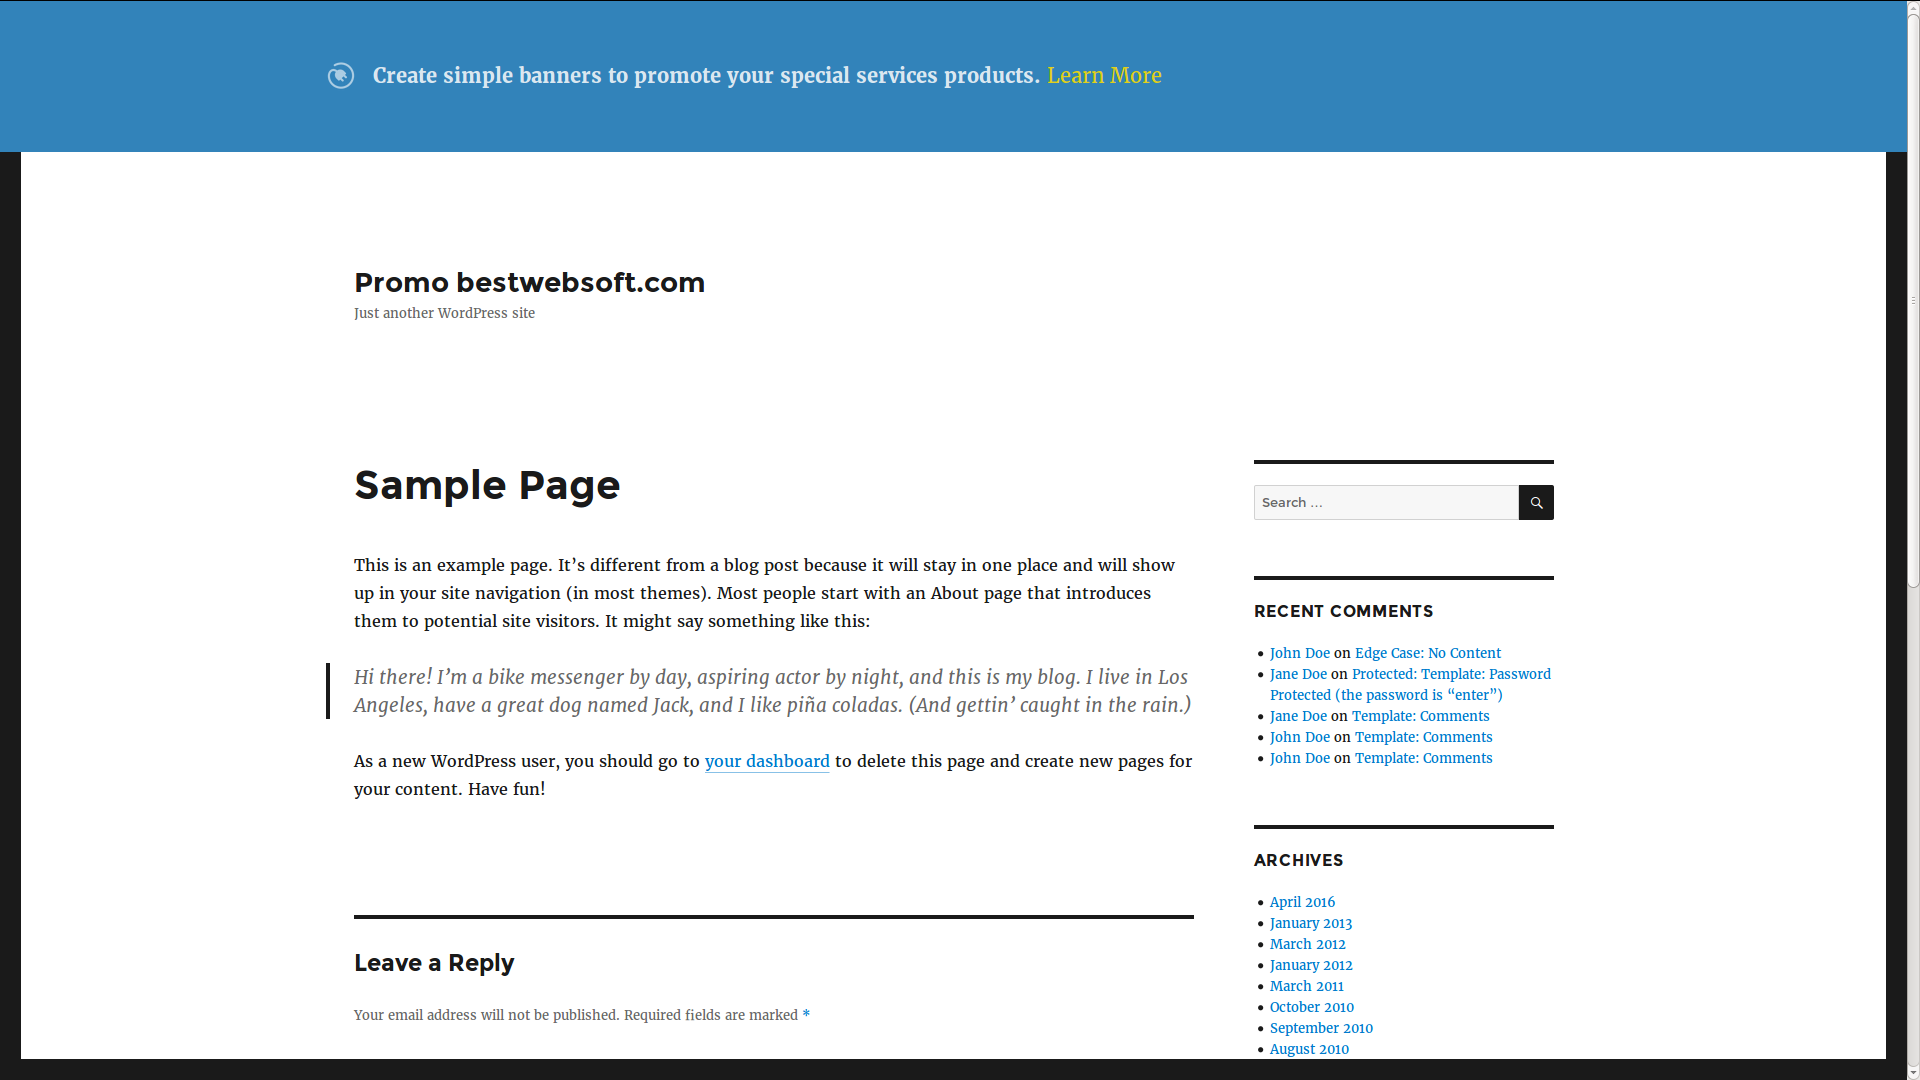 Create simple banners to promote your special services products. Learn More
Promo bestwebsoft.com
Just another WordPress site
Sample Page
This is an example page. It’s different from a blog post because it will stay in one place and will show
up in your site navigation (in most themes). Most people start with an About page that introduces
them to potential site visitors. It might say something like this:
Hi there! I’m a bike messenger by day, aspiring actor by night, and this is my blog. I live in Los
Angeles, have a great dog named Jack, and I like piña coladas. (And gettin’ caught in the rain.)
As a new WordPress user, you should go to your dashboard to delete this page and create new pages for
your content. Have fun!
Leave a Reply
Your email address will not be published. Required fields are marked *
Search …
RECENT COMMENTS
John Doe on Edge Case: No Content
Jane Doe on Protected: Template: Password
Protected (the password is “enter”)
Jane Doe on Template: Comments
John Doe on Template: Comments
John Doe on Template: Comments
ARCHIVES
April 2016
January 2013
March 2012
January 2012
March 2011
October 2010
September 2010
August 2010